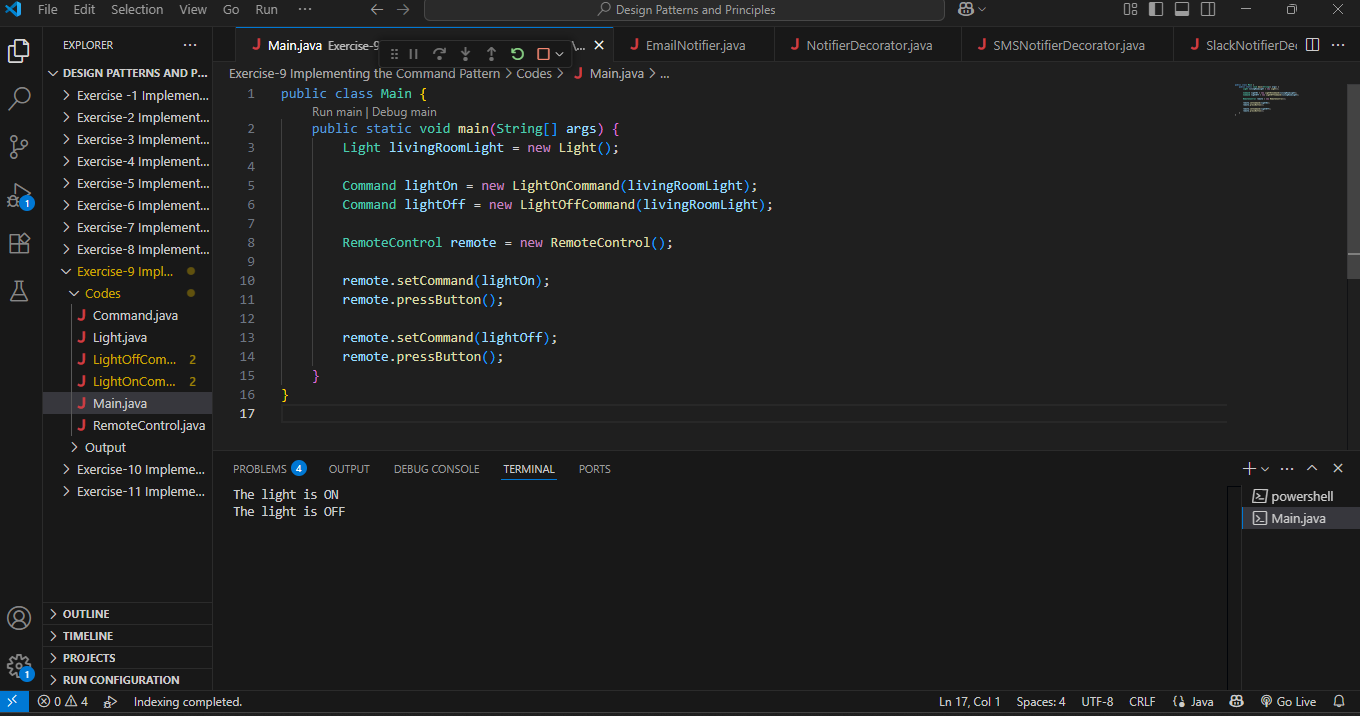 File Edit Selection View Go Run ··· Design Patterns and Principles
EXPLORER ···
DESIGN PATTERNS AND P...
Exercise -1 Implemen...
Exercise-2 Implement...
Exercise-3 Implement...
Exercise-4 Implement...
Exercise-5 Implement...
Exercise-6 Implement...
Exercise-7 Implement...
Exercise-8 Implement...
Exercise-9 Impl...
Codes
Command.java
Light.java
LightOffCom... 2
LightOnCom... 2
Main.java
RemoteControl.java
Output
Exercise-10 Impleme...
Exercise-11 Impleme...
OUTLINE
TIMELINE
PROJECTS
RUN CONFIGURATION
1
1
J Main.java Exercise-9 \... J EmailNotifier.java J NotifierDecorator.java J SMSNotifierDecorator.java J SlackNotifierDec ···
Exercise-9 Implementing the Command Pattern > Codes > J Main.java > ...
1 public class Main {
Run main | Debug main
2 public static void main(String[] args) {
3 Light livingRoomLight = new Light();
4
5 Command lightOn = new LightOnCommand(livingRoomLight);
6 Command lightOff = new LightOffCommand(livingRoomLight);
7
8 RemoteControl remote = new RemoteControl();
9
10 remote.setCommand(lightOn);
11 remote.pressButton();
12
13 remote.setCommand(lightOff);
14 remote.pressButton();
15 }
16 }
17
PROBLEMS 4 OUTPUT DEBUG CONSOLE TERMINAL PORTS
The light is ON
The light is OFF
powershell
Main.java
0 4 Indexing completed. Ln 17, Col 1 Spaces: 4 UTF-8 CRLF {} Java Go Live